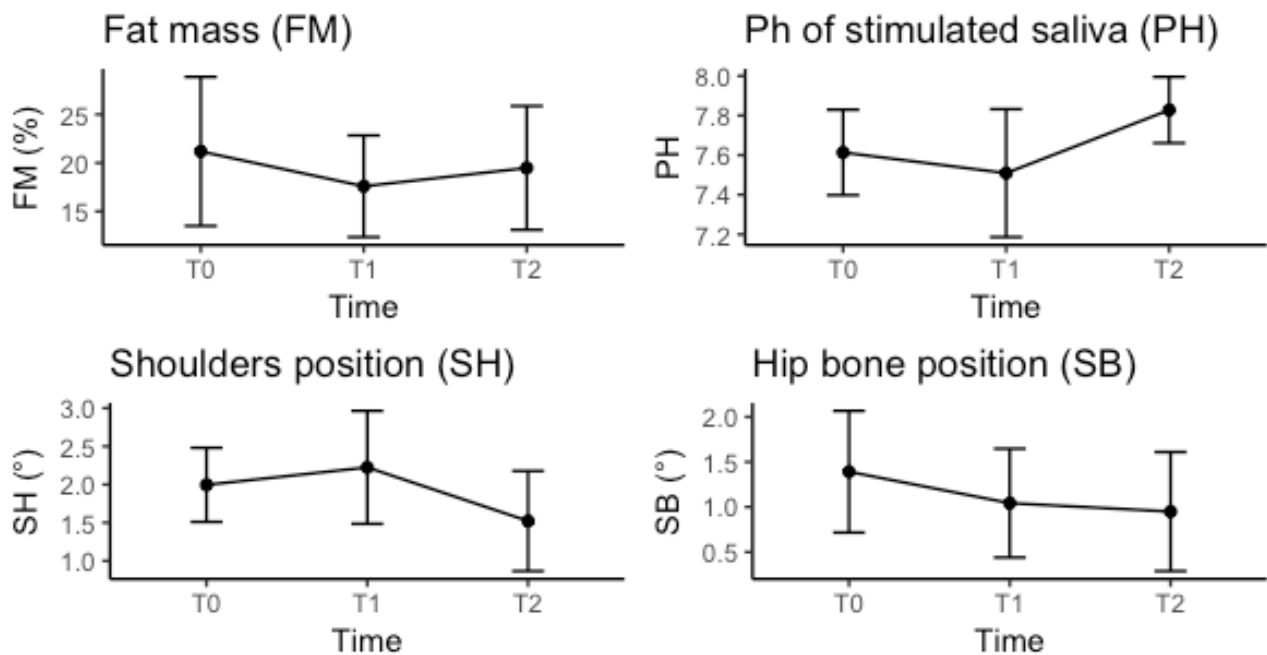 Fat mass (FM)
FM (%)
25
20
15
T0 T1 T2
Time
Ph of stimulated saliva (PH)
PH
8.0
7.8
7.6
7.4
7.2
T0 T1 T2
Time
Shoulders position (SH)
SH (°)
3.0
2.5
2.0
1.5
1.0
T0 T1 T2
Time
Hip bone position (SB)
SB (°)
2.0
1.5
1.0
0.5
T0 T1 T2
Time